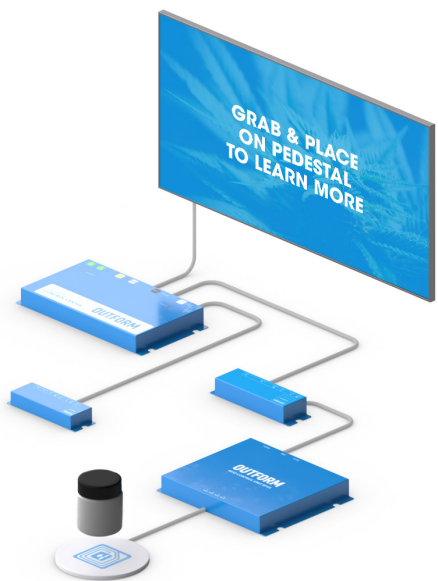 GRAB & PLACE
ON PEDESTAL
TO LEARN MORE
OUTFORM
OUTFORM